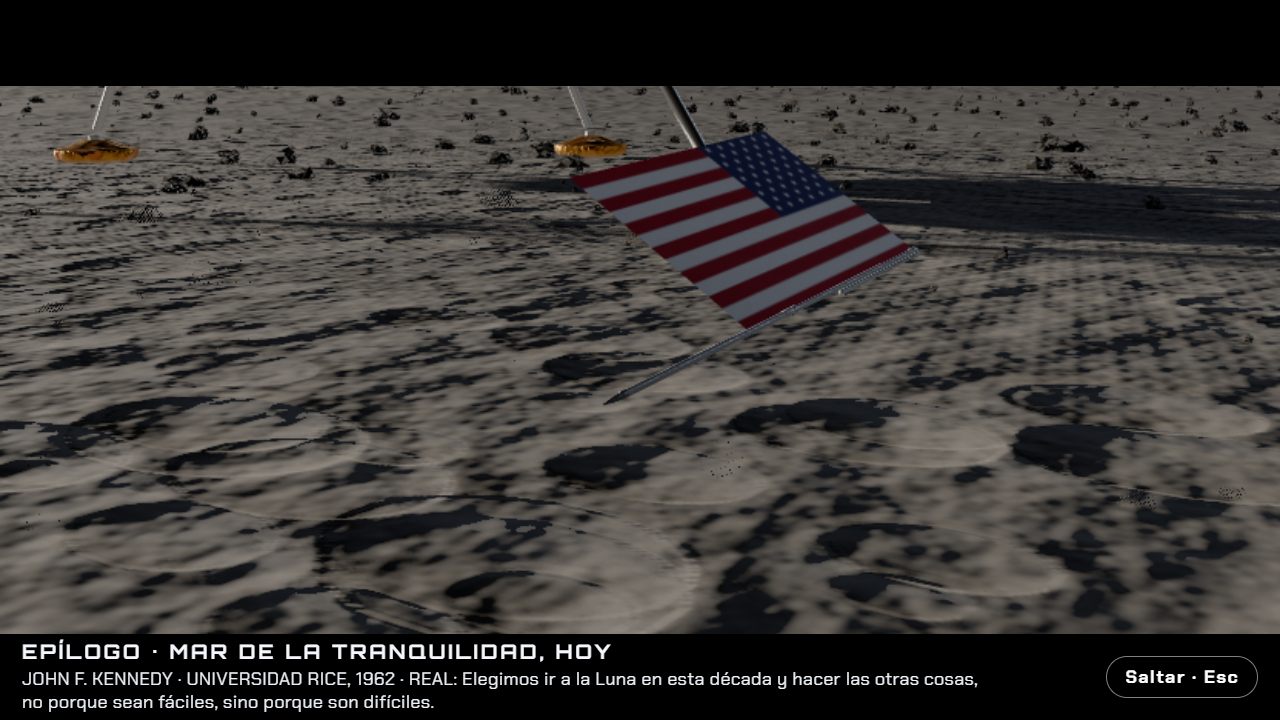 EPÍLOGO · MAR DE LA TRANQUILIDAD, HOY
JOHN F. KENNEDY · UNIVERSIDAD RICE, 1962 · REAL: Elegimos ir a la Luna en esta década y hacer las otras cosas,
no porque sean fáciles, sino porque son difíciles.
Saltar · Esc